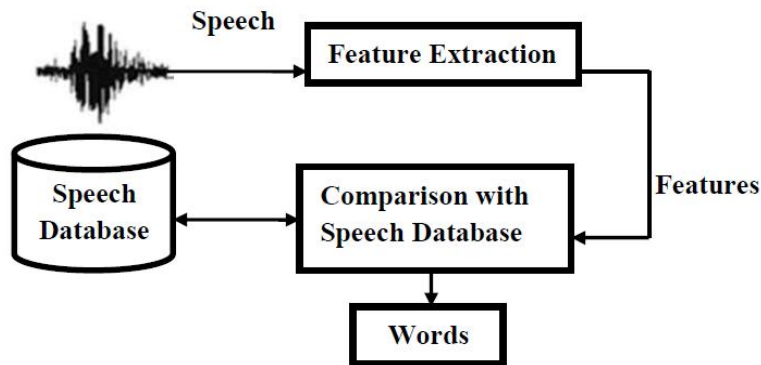 Speech
Feature Extraction
Features
Speech
Database
Comparison with
Speech Database
Words